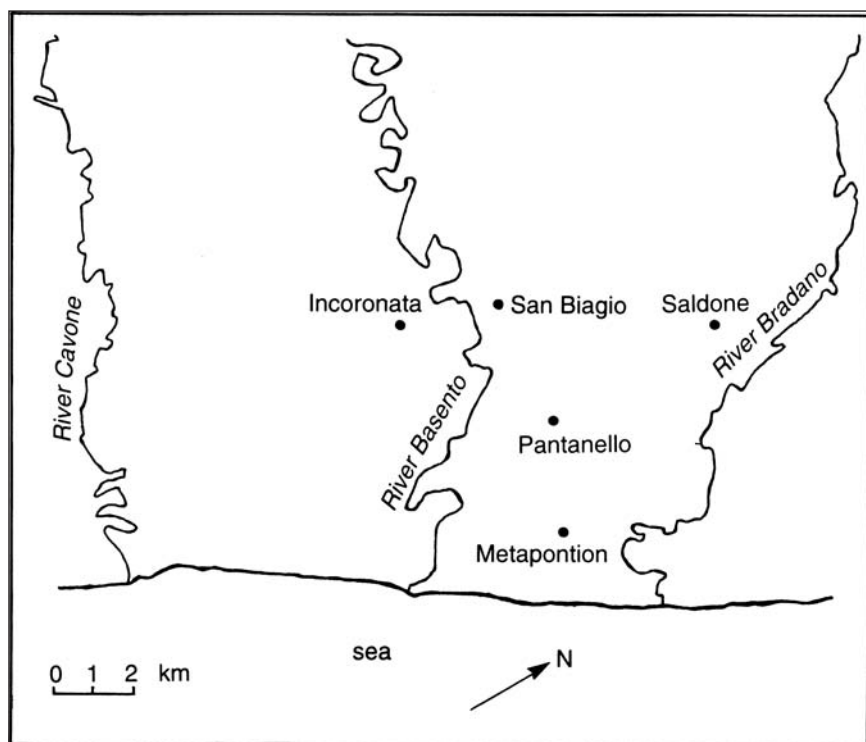 Incoronata
San Biagio
Saldone
River Cavone
River Basento
River Bradano
Pantanello
Metapontion
sea
N
0 1 2 km